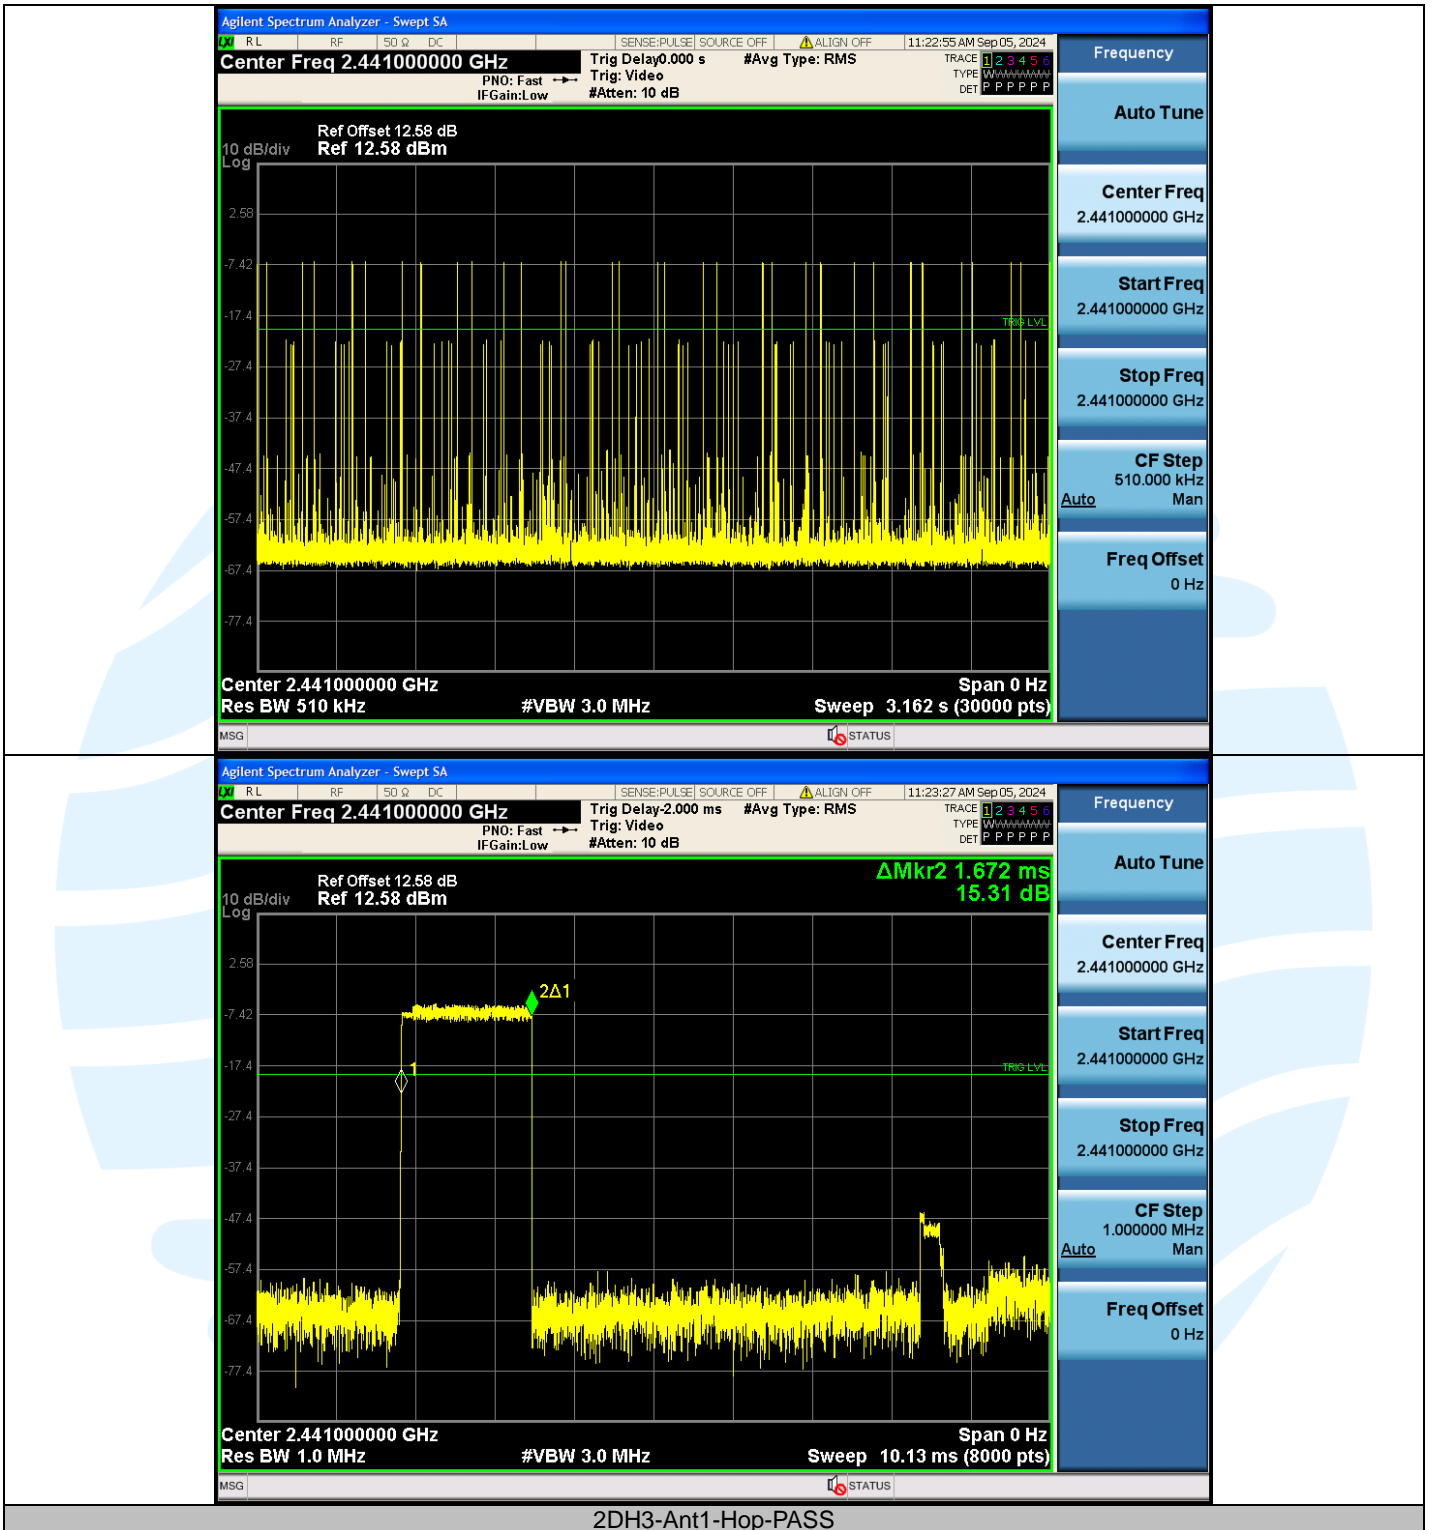 Agilent Spectrum Analyzer - Swept SA
LXI RL RF 50 Ω DC SENSE:PULSE SOURCE OFF ALIGN OFF 11:22:55 AM Sep 05, 2024
Center Freq 2.441000000 GHz
PNO: Fast
IFGain:Low
Trig Delay0.000 s
Trig: Video
#Atten: 10 dB
#Avg Type: RMS
TRACE 1 2 3 4 5 6
TYPE WWWWWW
DET P P P P P P
Ref Offset 12.58 dB
10 dB/div Ref 12.58 dBm
Log
2.58
-7.42
-17.4
TRIG LVL
-27.4
-37.4
-47.4
-57.4
-67.4
-77.4
Center 2.441000000 GHz Span 0 Hz
Res BW 510 kHz #VBW 3.0 MHz Sweep 3.162 s (30000 pts)
MSG STATUS
Frequency
Auto Tune
Center Freq
2.441000000 GHz
Start Freq
2.441000000 GHz
Stop Freq
2.441000000 GHz
CF Step
510.000 kHz
Auto Man
Freq Offset
0 Hz
Agilent Spectrum Analyzer - Swept SA
LXI RL RF 50 Ω DC SENSE:PULSE SOURCE OFF ALIGN OFF 11:23:27 AM Sep 05, 2024
Center Freq 2.441000000 GHz
PNO: Fast
IFGain:Low
Trig Delay-2.000 ms
Trig: Video
#Atten: 10 dB
#Avg Type: RMS
TRACE 1 2 3 4 5 6
TYPE WWWWWW
DET P P P P P P
ΔMkr2 1.672 ms
15.31 dB
Ref Offset 12.58 dB
10 dB/div Ref 12.58 dBm
Log
2.58
2Δ1
-7.42
-17.4
1
TRIG LVL
-27.4
-37.4
-47.4
-57.4
-67.4
-77.4
Center 2.441000000 GHz Span 0 Hz
Res BW 1.0 MHz #VBW 3.0 MHz Sweep 10.13 ms (8000 pts)
MSG STATUS
Frequency
Auto Tune
Center Freq
2.441000000 GHz
Start Freq
2.441000000 GHz
Stop Freq
2.441000000 GHz
CF Step
1.000000 MHz
Auto Man
Freq Offset
0 Hz
2DH3-Ant1-Hop-PASS